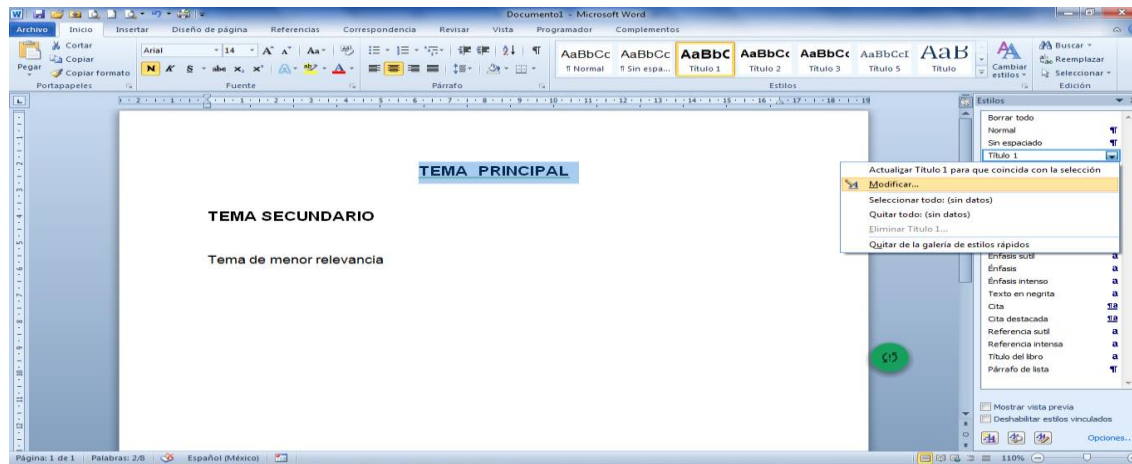 Documento1 - Microsoft Word
Archivo Inicio Insertar Diseño de página Referencias Correspondencia Revisar Vista Programador Complementos
Pegar
Cortar
Copiar
Copiar formato
Portapapeles
Arial 14
Fuente
Párrafo
AaBbCc AaBbCc AaBbC AaBbCc AaBbCc AaBbCcI AaB
¶ Normal ¶ Sin espa... Título 1 Título 2 Título 3 Título 5 Título
Estilos
Cambiar estilos
Buscar
Reemplazar
Seleccionar
Edición
TEMA PRINCIPAL
TEMA SECUNDARIO
Tema de menor relevancia
Estilos
Borrar todo
Normal
Sin espaciado
Título 1
Actualizar Título 1 para que coincida con la selección
Modificar...
Seleccionar todo: (sin datos)
Quitar todo: (sin datos)
Eliminar Título 1...
Quitar de la galería de estilos rápidos
Énfasis sutil
Énfasis
Énfasis intenso
Texto en negrita
Cita
Cita destacada
Referencia sutil
Referencia intensa
Título del libro
Párrafo de lista
Mostrar vista previa
Deshabilitar estilos vinculados
Opciones...
Página: 1 de 1 Palabras: 2/8 Español (México) 110%